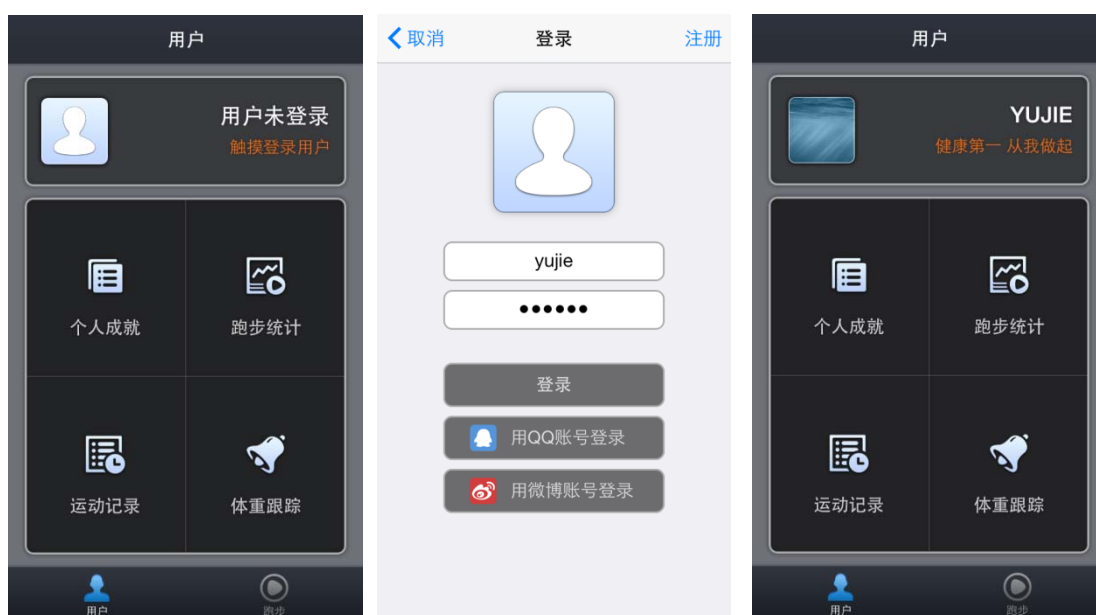 用户
用户未登录
触摸登录用户
个人成就
跑步统计
运动记录
体重跟踪
用户
跑步
取消
登录
注册
yujie
●●●●●●
登录
用QQ账号登录
用微博账号登录
用户
YUJIE
健康第一 从我做起
个人成就
跑步统计
运动记录
体重跟踪
用户
跑步